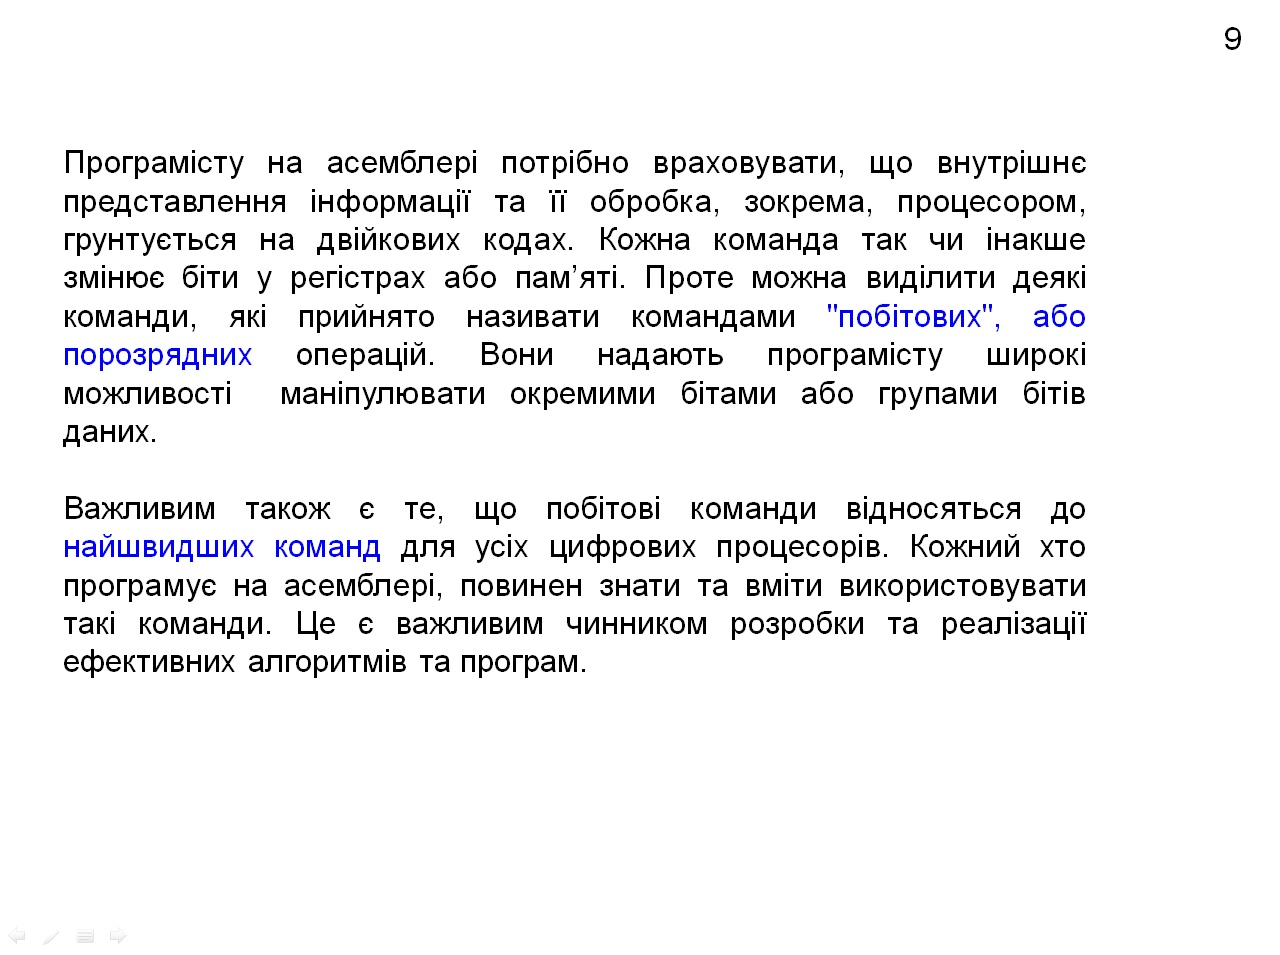 9
Програмісту на асемблері потрібно враховувати, що внутрішнє
представлення інформації та її обробка, зокрема, процесором,
грунтується на двійкових кодах. Кожна команда так чи інакше
змінює біти у регістрах або пам’яті. Проте можна виділити деякі
команди, які прийнято називати командами "побітових", або
порозрядних операцій. Вони надають програмісту широкі
можливості маніпулювати окремими бітами або групами бітів
даних.
Важливим також є те, що побітові команди відносяться до
найшвидших команд для усіх цифрових процесорів. Кожний хто
програмує на асемблері, повинен знати та вміти використовувати
такі команди. Це є важливим чинником розробки та реалізації
ефективних алгоритмів та програм.